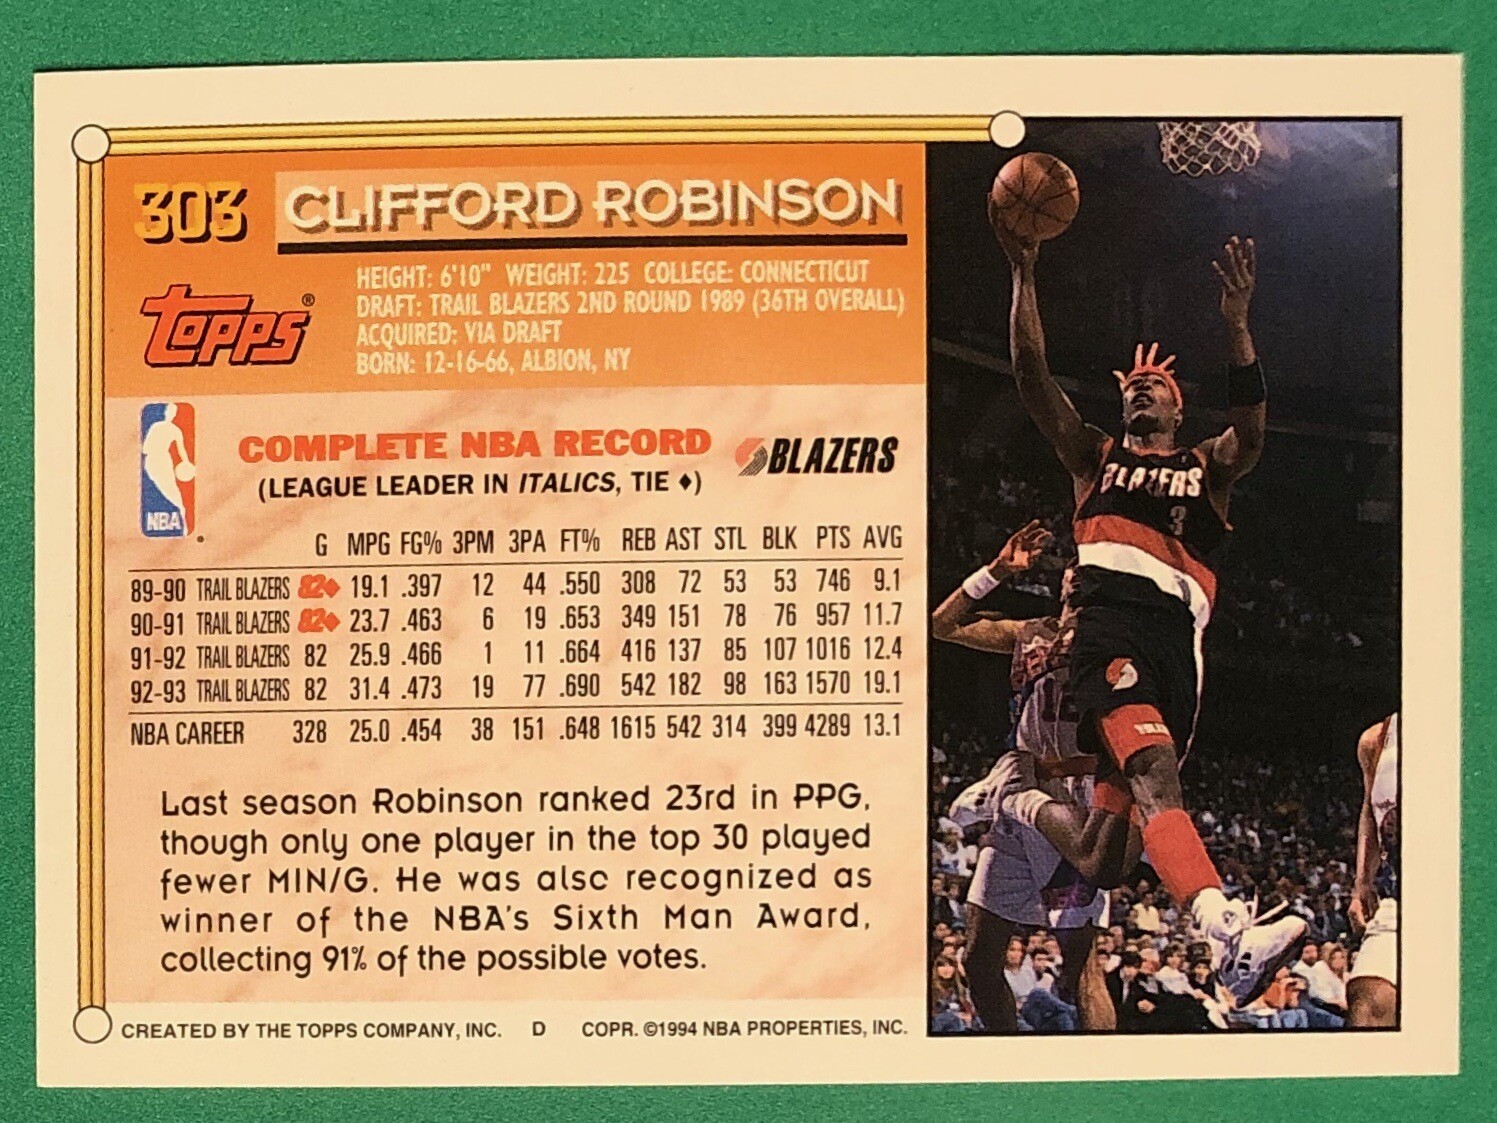 303 CLIFFORD ROBINSON
TOPPS®
HEIGHT: 6'10" WEIGHT: 225 COLLEGE: CONNECTICUT
DRAFT: TRAIL BLAZERS 2ND ROUND 1989 (36TH OVERALL)
ACQUIRED: VIA DRAFT
BORN: 12-16-66, ALBION, NY
NBA
COMPLETE NBA RECORD
(LEAGUE LEADER IN ITALICS, TIE ♦)
BLAZERS
G MPG FG% 3PM 3PA FT% REB AST STL BLK PTS AVG
89-90 TRAIL BLAZERS 82♦ 19.1 .397 12 44 .550 308 72 53 53 746 9.1
90-91 TRAIL BLAZERS 82♦ 23.7 .463 6 19 .653 349 151 78 76 957 11.7
91-92 TRAIL BLAZERS 82 25.9 .466 1 11 .664 416 137 85 107 1016 12.4
92-93 TRAIL BLAZERS 82 31.4 .473 19 77 .690 542 182 98 163 1570 19.1
NBA CAREER 328 25.0 .454 38 151 .648 1615 542 314 399 4289 13.1
Last season Robinson ranked 23rd in PPG,
though only one player in the top 30 played
fewer MIN/G. He was also recognized as
winner of the NBA's Sixth Man Award,
collecting 91% of the possible votes.
CREATED BY THE TOPPS COMPANY, INC. D COPR. ©1994 NBA PROPERTIES, INC.
BLAZERS
3